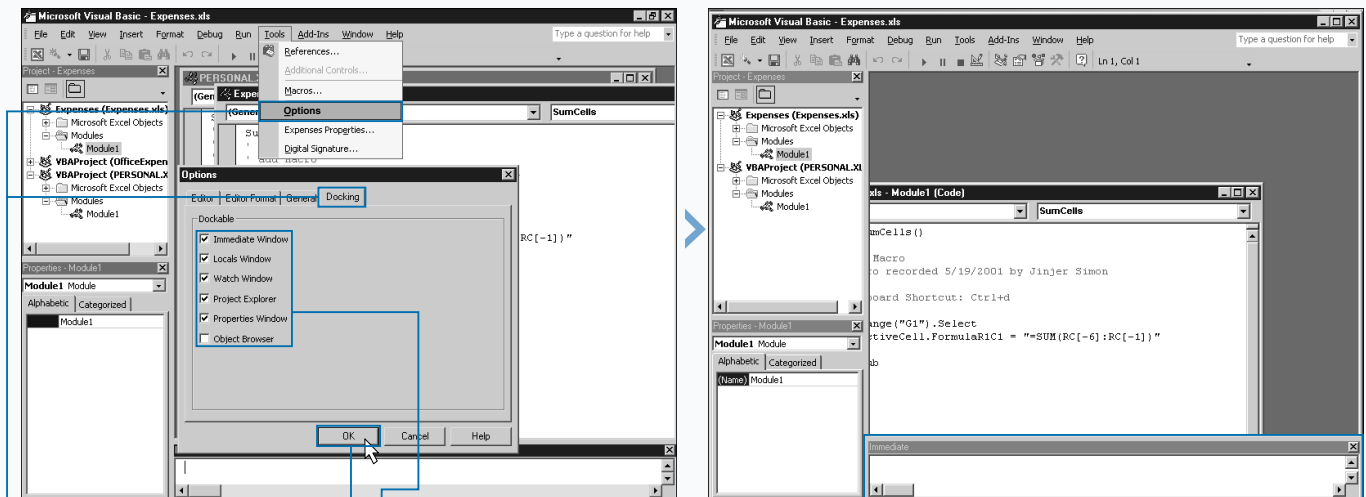 Microsoft Visual Basic - Expenses.xls
File Edit View Insert Format Debug Run Tools Add-Ins Window Help
Type a question for help
Project - Expenses
Expenses (Expenses.xls)
Microsoft Excel Objects
Modules
Module1
VBAProject (OfficeExpen
VBAProject (PERSONAL.X
Microsoft Excel Objects
Modules
Module1
Properties - Module1
Module1 Module
Alphabetic Categorized
Module1
References...
Additional Controls...
Macros...
Options
Expenses Properties...
Digital Signature...
PERSONAL.
(Gen
Expe
(Gener
SumCells
Su
' add Macro
RC[-1])"
Options
Editor Editor Format General Docking
Dockable
Immediate Window
Locals Window
Watch Window
Project Explorer
Properties Window
Object Browser
OK Cancel Help
Microsoft Visual Basic - Expenses.xls
File Edit View Insert Format Debug Run Tools Add-Ins Window Help
Type a question for help
Ln 1, Col 1
Project - Expenses
Expenses (Expenses.xls)
Microsoft Excel Objects
Modules
Module1
VBAProject (PERSONAL.XL
Microsoft Excel Objects
Modules
Module1
Properties - Module1
Module1 Module
Alphabetic Categorized
(Name) Module1
xls - Module1 (Code)
SumCells
umCells()
Macro
ro recorded 5/19/2001 by Jinjer Simon
oard Shortcut: Ctrl+d
ange("G1").Select
ctiveCell.FormulaR1C1 = "=SUM(RC[-6]:RC[-1])"
ub
Immediate